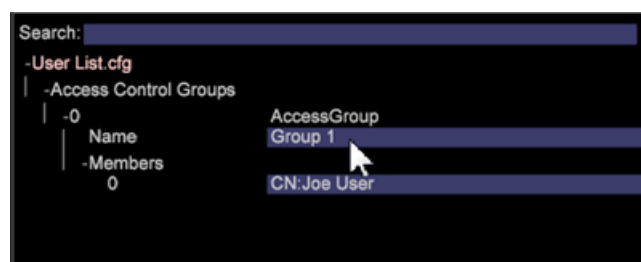 Search:
-User List.cfg
-Access Control Groups
-0 AccessGroup
Name Group 1
-Members
0 CN:Joe User